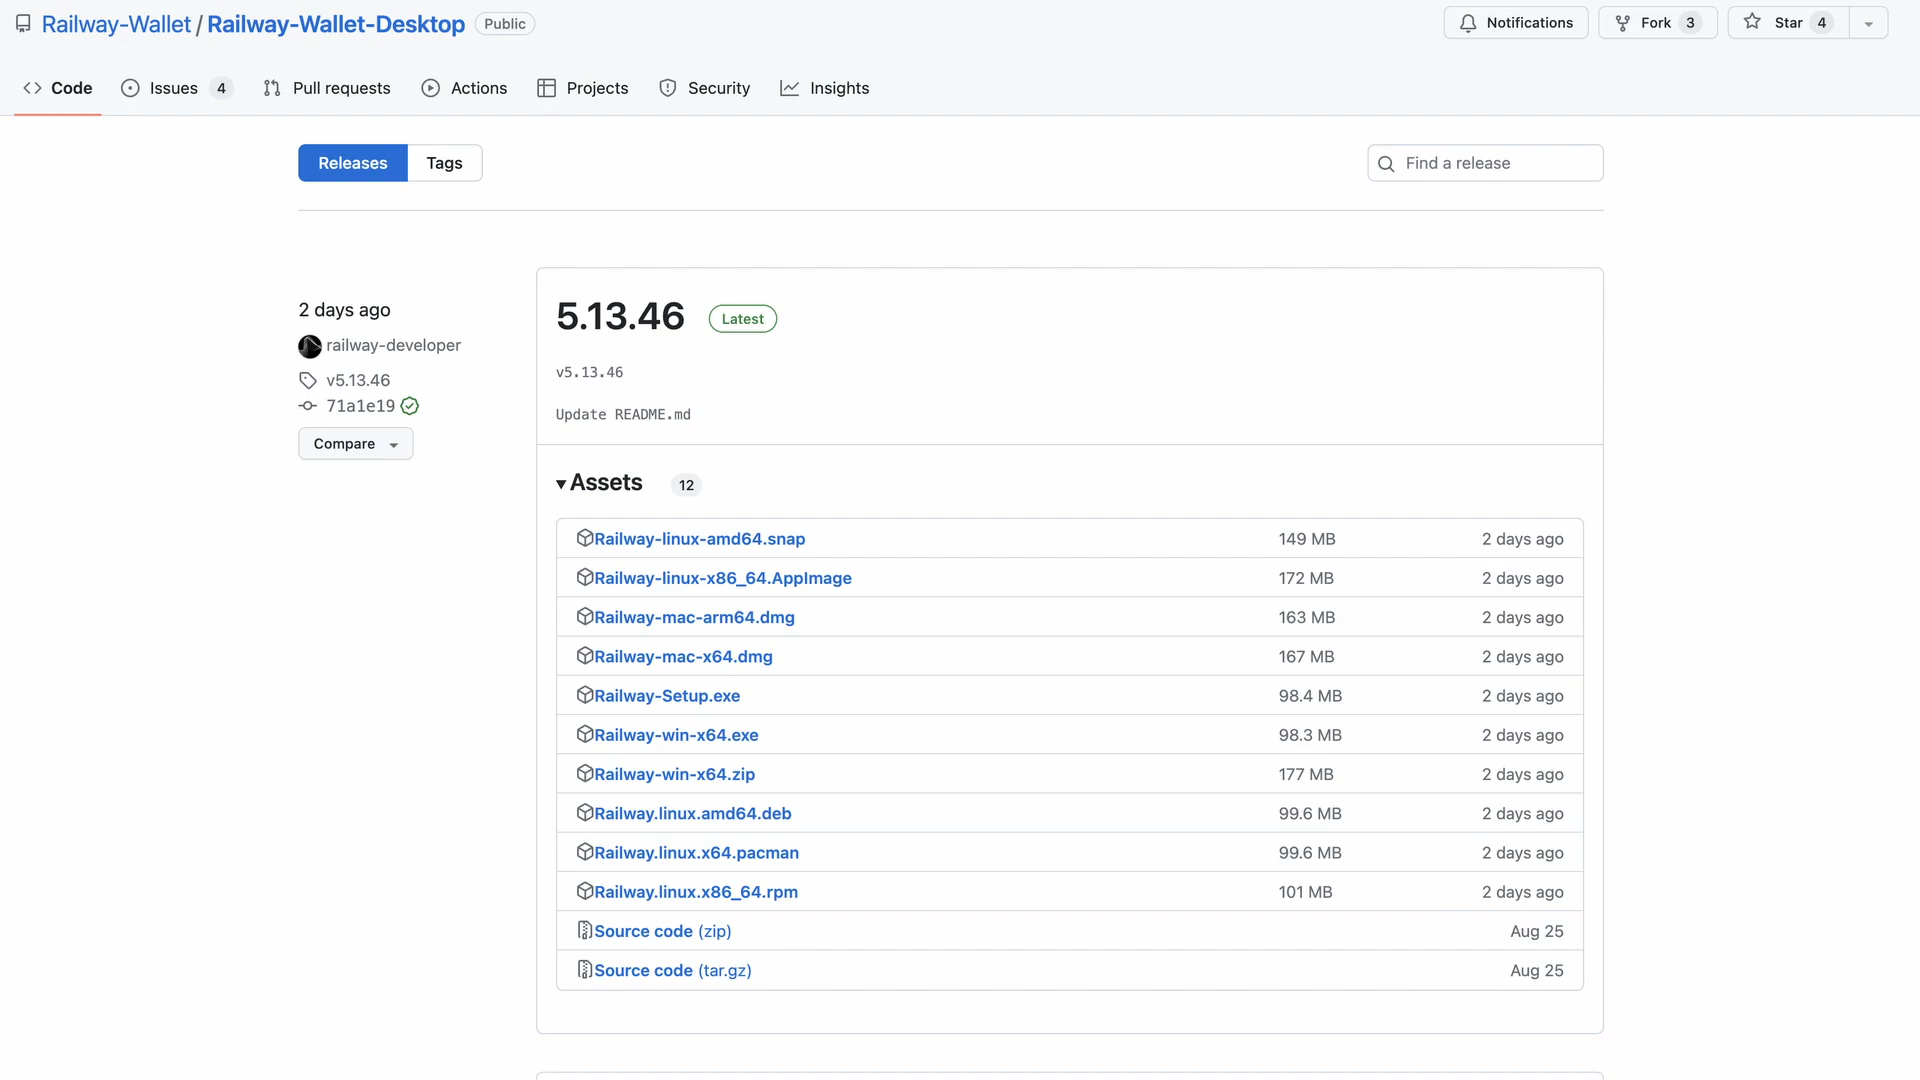 Railway-Wallet / Railway-Wallet-Desktop Public
Notifications
Fork 3
Star 4
Code
Issues 4
Pull requests
Actions
Projects
Security
Insights
Releases
Tags
Find a release
2 days ago
railway-developer
v5.13.46
71a1e19
Compare
5.13.46 Latest
v5.13.46
Update README.md
Assets 12
Railway-linux-amd64.snap 149 MB 2 days ago
Railway-linux-x86_64.AppImage 172 MB 2 days ago
Railway-mac-arm64.dmg 163 MB 2 days ago
Railway-mac-x64.dmg 167 MB 2 days ago
Railway-Setup.exe 98.4 MB 2 days ago
Railway-win-x64.exe 98.3 MB 2 days ago
Railway-win-x64.zip 177 MB 2 days ago
Railway.linux.amd64.deb 99.6 MB 2 days ago
Railway.linux.x64.pacman 99.6 MB 2 days ago
Railway.linux.x86_64.rpm 101 MB 2 days ago
Source code (zip) Aug 25
Source code (tar.gz) Aug 25